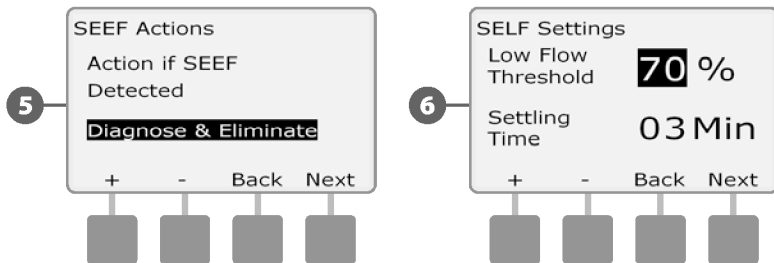 5
SEEF Actions
Action if SEEF
Detected
Diagnose & Eliminate
+ - Back Next
6
SELF Settings
Low Flow
Threshold
70 %
Settling
Time
03 Min
+ - Back Next